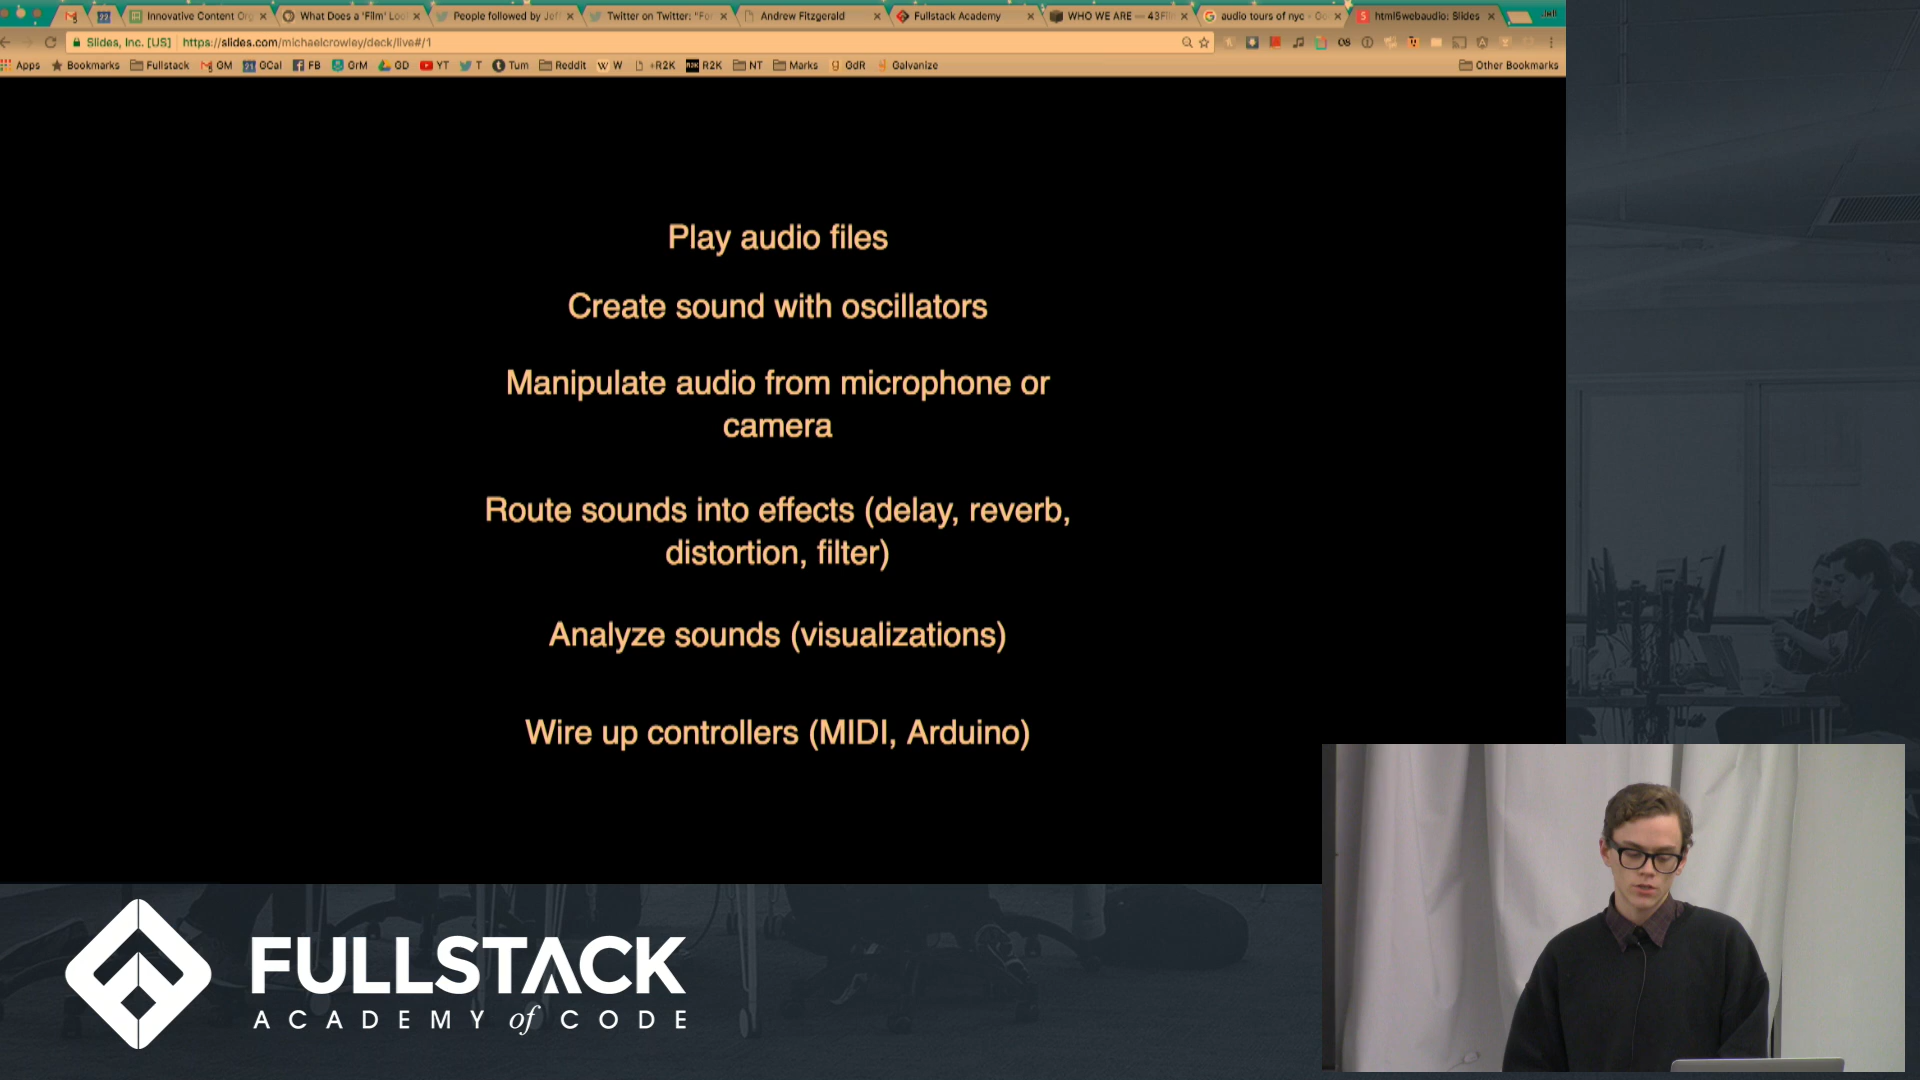 Innovative Content Org
What Does a 'Film' Loo
People followed by Jef
Twitter on Twitter: "For
Andrew Fitzgerald
Fullstack Academy
WHO WE ARE — 43Fil
audio tours of nyc - Go
html5webaudio: Slides
Slides, Inc. [US]
https://slides.com/michaelcrowley/deck/live#/1
Apps
Bookmarks
Fullstack
GM
GCal
FB
GrM
GD
YT
T
Tum
Reddit
W
+R2K
R2K
NT
Marks
GdR
Galvanize
Other Bookmarks
Play audio files
Create sound with oscillators
Manipulate audio from microphone or
camera
Route sounds into effects (delay, reverb,
distortion, filter)
Analyze sounds (visualizations)
Wire up controllers (MIDI, Arduino)
FULLSTACK
ACADEMY of CODE